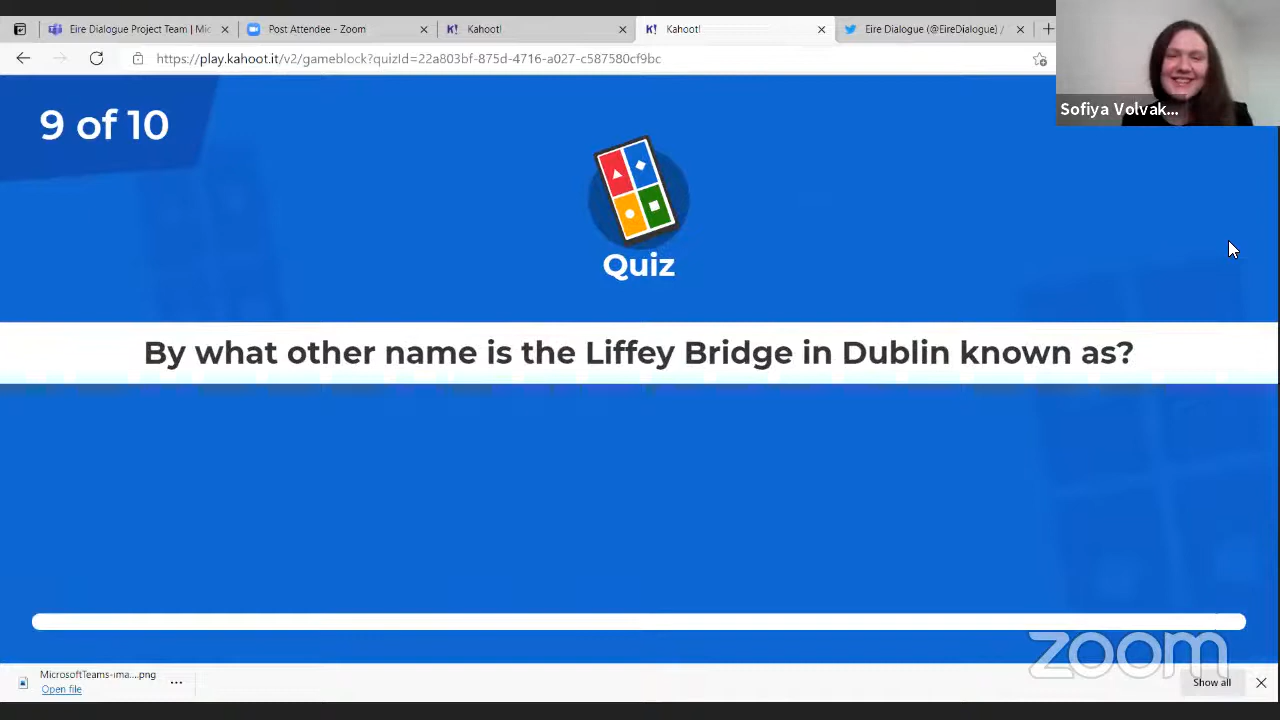 Eire Dialogue Project Team | Mic
Post Attendee - Zoom
Kahoot!
Kahoot!
Eire Dialogue (@EireDialogue) /
https://play.kahoot.it/v2/gameblock?quizId=22a803bf-875d-4716-a027-c587580cf9bc
Sofiya Volvak...
9 of 10
Quiz
By what other name is the Liffey Bridge in Dublin known as?
zoom
MicrosoftTeams-ima....png
Open file
Show all